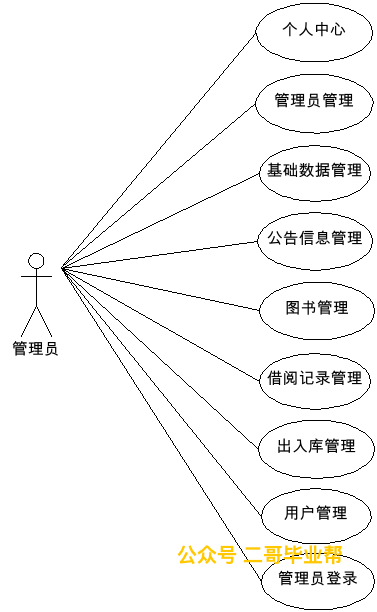 个人中心
管理员管理
基础数据管理
公告信息管理
图书管理
管理员
借阅记录管理
出入库管理
用户管理
公众号 二哥毕业帮
管理员登录